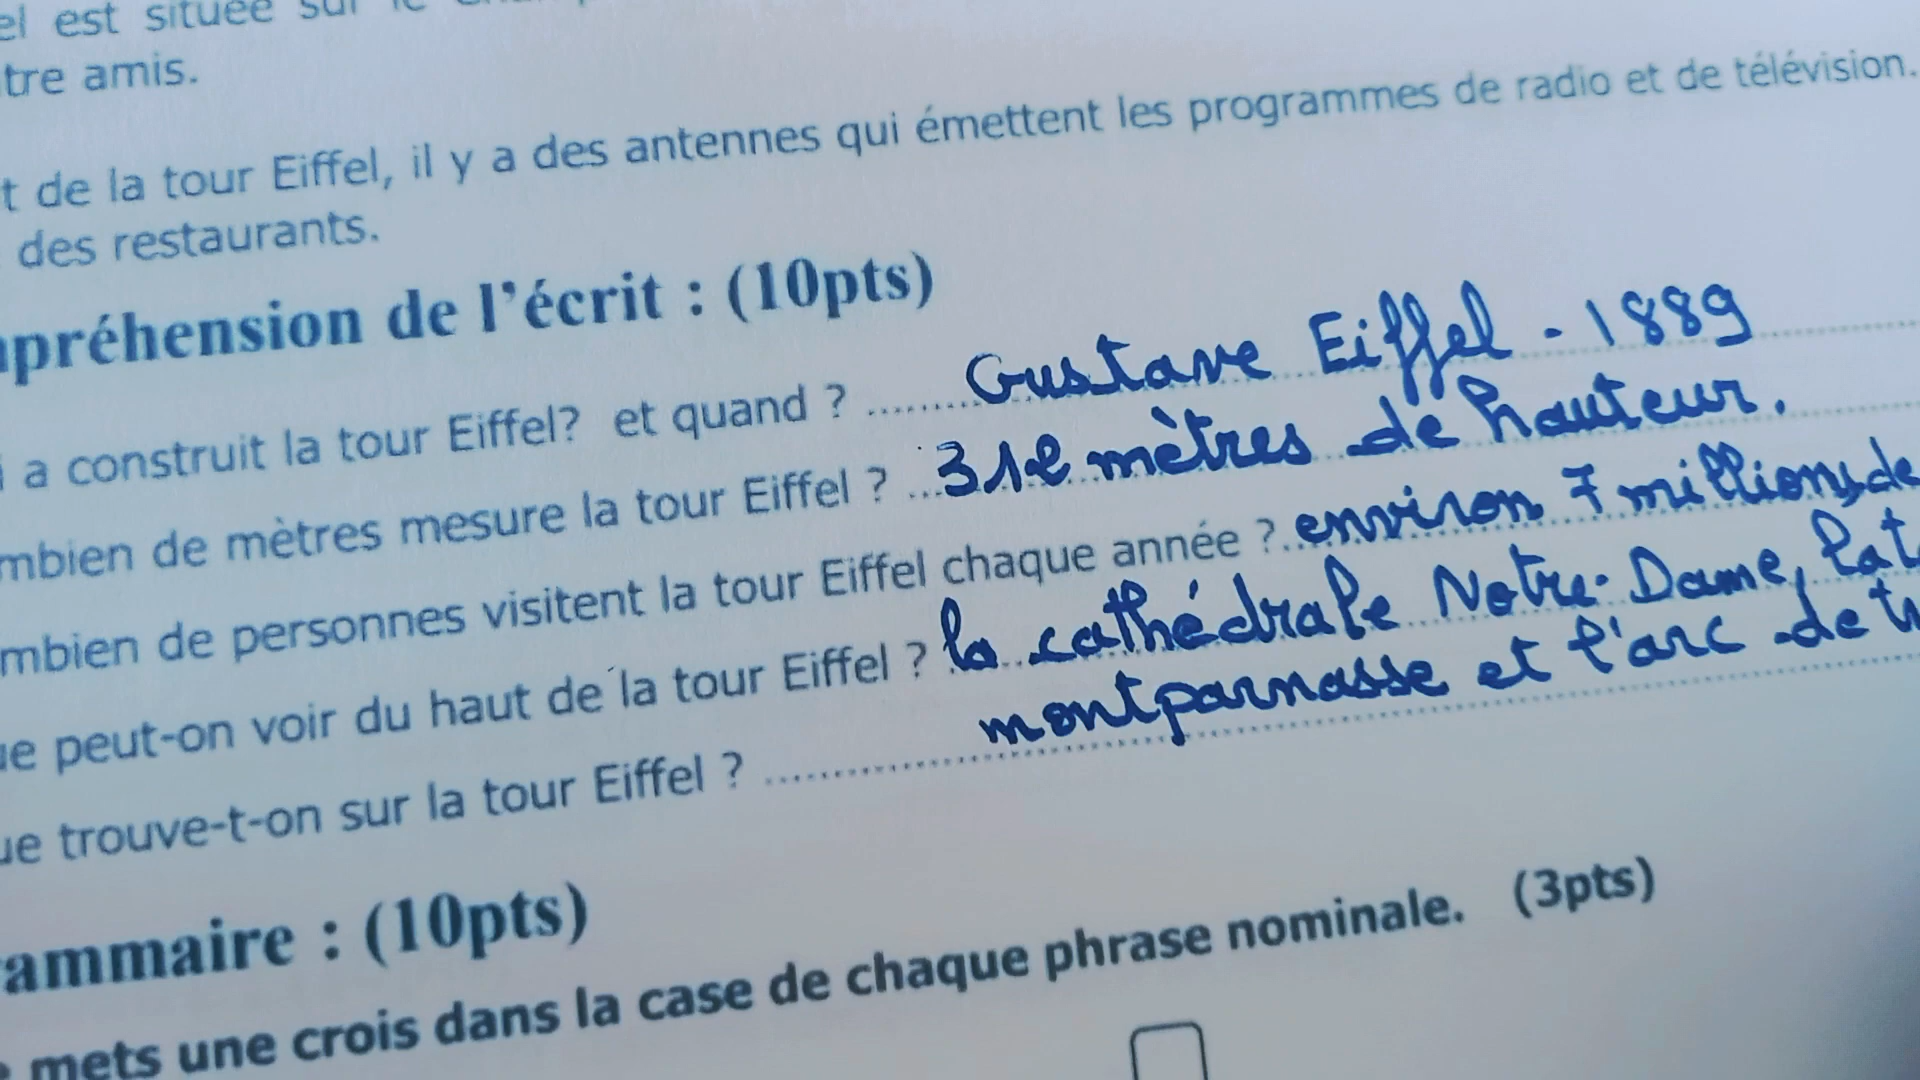 el est située sur le
tre amis.
t de la tour Eiffel, il y a des antennes qui émettent les programmes de radio et de télévision.
des restaurants.
préhension de l'écrit : (10pts)
i a construit la tour Eiffel? et quand ? Gustave Eiffel - 1889
mbien de mètres mesure la tour Eiffel ? 312 mètres de hauteur.
mbien de personnes visitent la tour Eiffel chaque année ? environ 7 millions de
ue peut-on voir du haut de la tour Eiffel ? la cathédrale Notre-Dame, la t
montparnasse et l'arc de t
ue trouve-t-on sur la tour Eiffel ?
ammaire : (10pts)
mets une crois dans la case de chaque phrase nominale. (3pts)